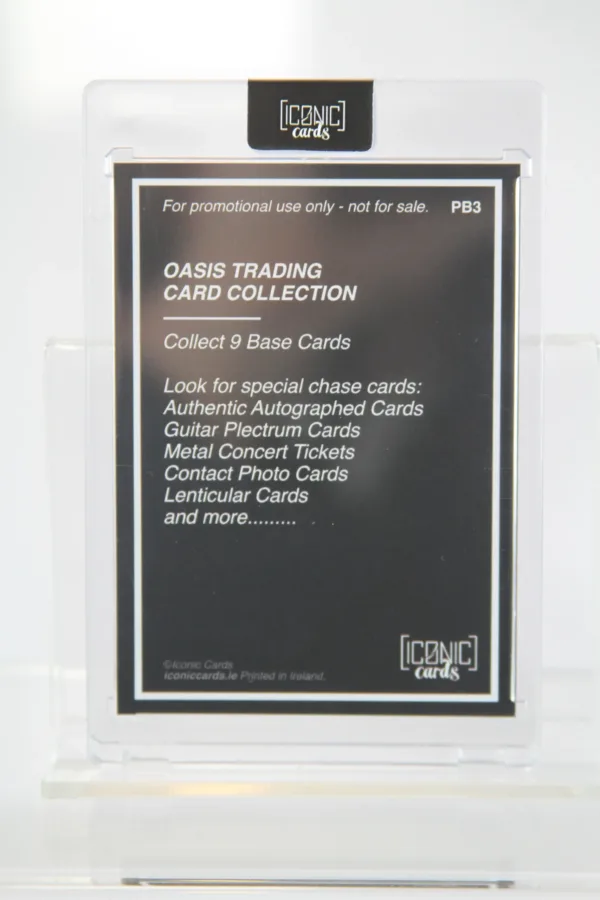 [ICONIC]
cards
For promotional use only - not for sale. PB3
OASIS TRADING
CARD COLLECTION
Collect 9 Base Cards
Look for special chase cards:
Authentic Autographed Cards
Guitar Plectrum Cards
Metal Concert Tickets
Contact Photo Cards
Lenticular Cards
and more.........
©Iconic Cards
iconiccards.ie Printed in Ireland.
[ICONIC]
cards